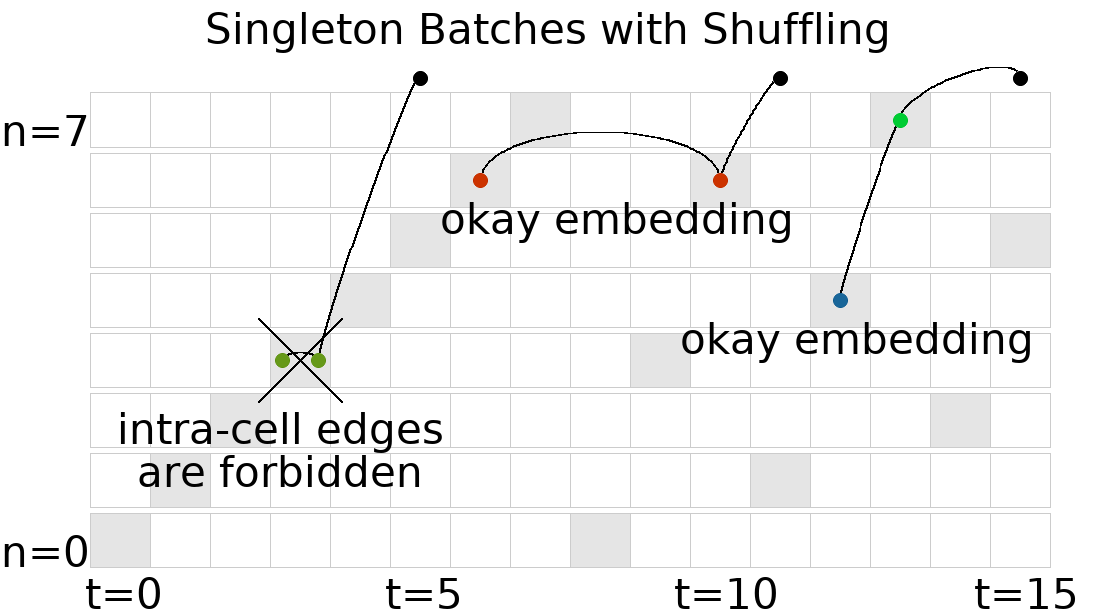 Singleton Batches with Shuffling
n=7
okay embedding
okay embedding
intra-cell edges
are forbidden
n=0
t=0 t=5 t=10 t=15